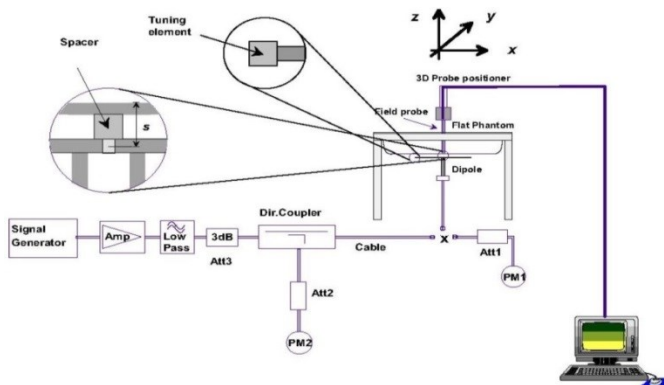 Tuning
element
z
y
x
Spacer
3D Probe positioner
Field probe
Flat Phantom
s
Dipole
Signal
Generator
Amp
Low
Pass
3dB
Att3
Dir.Coupler
Cable
x
Att1
PM1
Att2
PM2